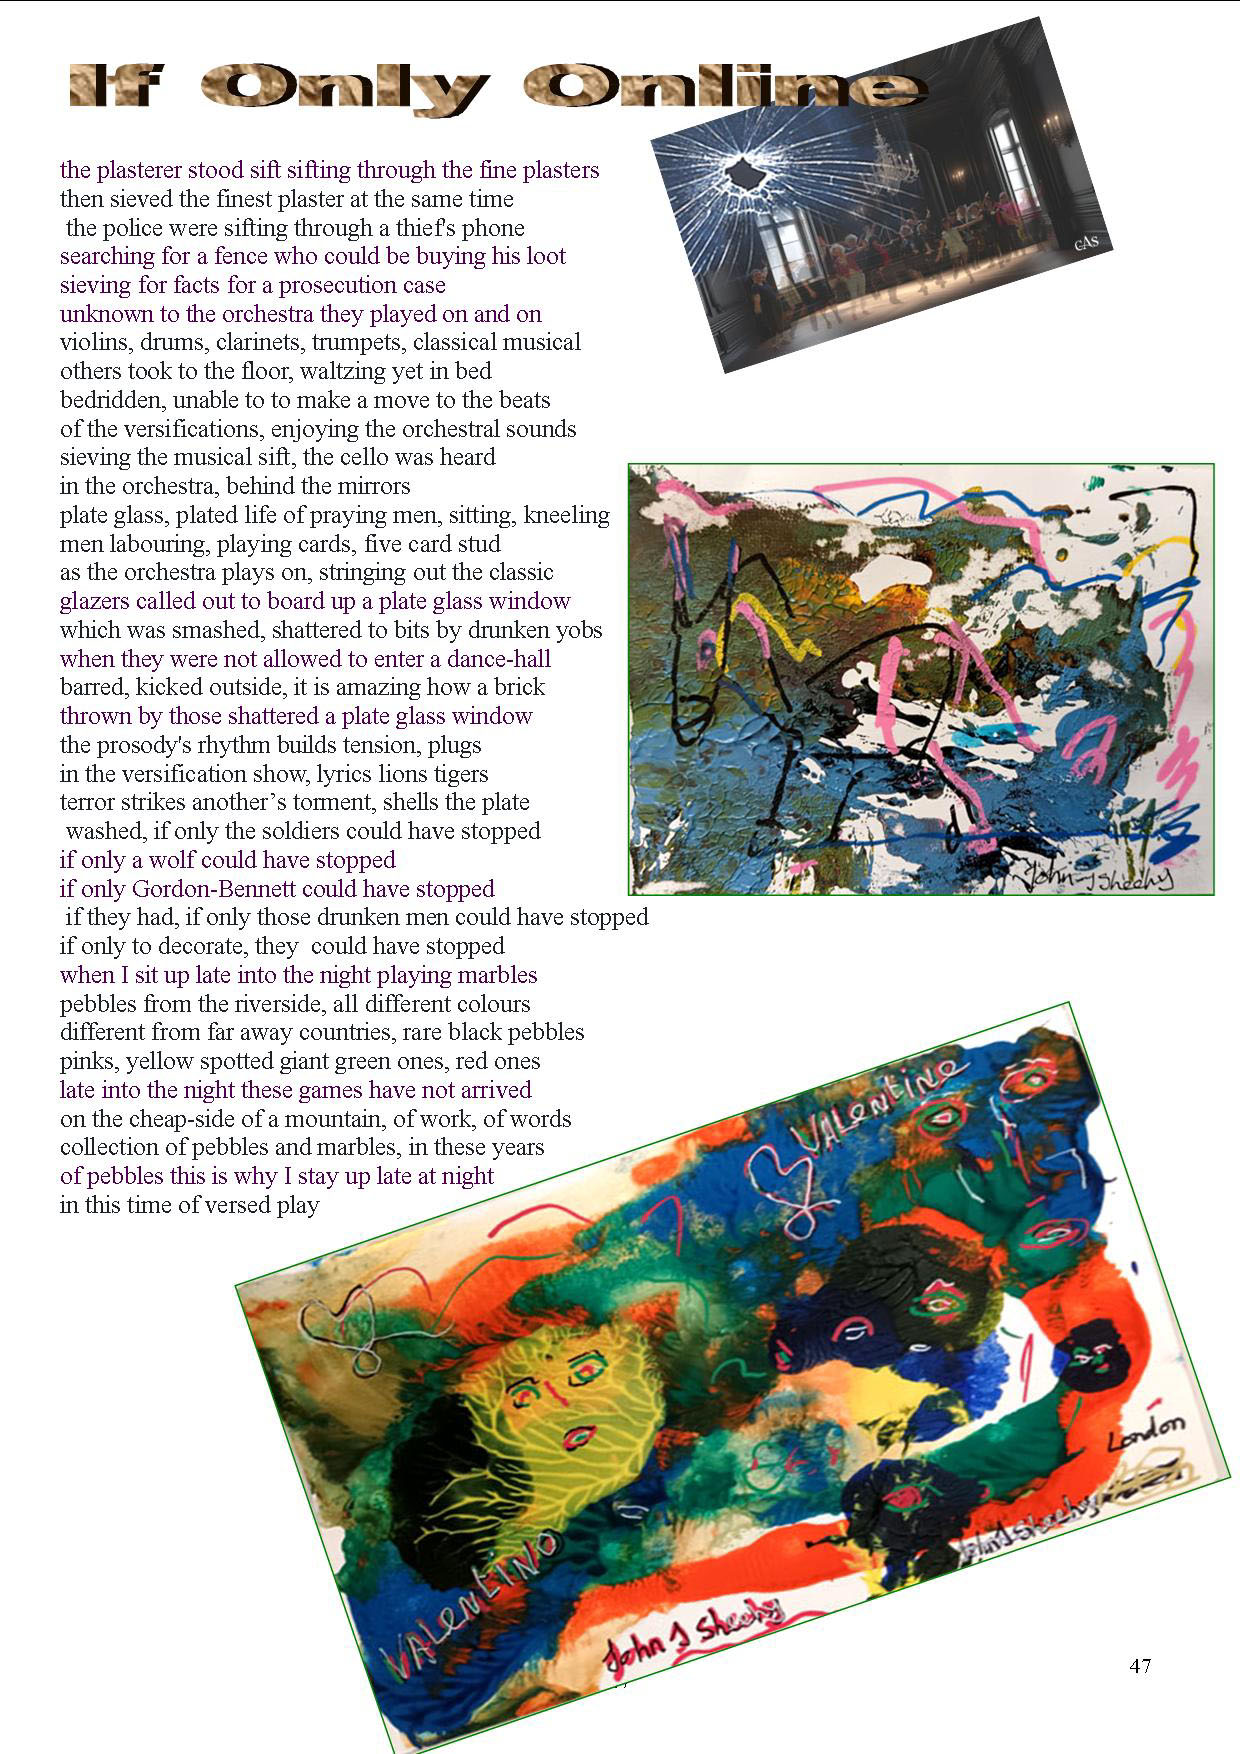 If Only Online
the plasterer stood sift sifting through the fine plasters
then sieved the finest plaster at the same time
the police were sifting through a thief's phone
searching for a fence who could be buying his loot
sieving for facts for a prosecution case
unknown to the orchestra they played on and on
violins, drums, clarinets, trumpets, classical musical
others took to the floor, waltzing yet in bed
bedridden, unable to to make a move to the beats
of the versifications, enjoying the orchestral sounds
sieving the musical sift, the cello was heard
in the orchestra, behind the mirrors
plate glass, plated life of praying men, sitting, kneeling
men labouring, playing cards, five card stud
as the orchestra plays on, stringing out the classic
glazers called out to board up a plate glass window
which was smashed, shattered to bits by drunken yobs
when they were not allowed to enter a dance-hall
barred, kicked outside, it is amazing how a brick
thrown by those shattered a plate glass window
the prosody's rhythm builds tension, plugs
in the versification show, lyrics lions tigers
terror strikes another’s torment, shells the plate
washed, if only the soldiers could have stopped
if only a wolf could have stopped
if only Gordon-Bennett could have stopped
if they had, if only those drunken men could have stopped
if only to decorate, they  could have stopped
when I sit up late into the night playing marbles
pebbles from the riverside, all different colours
different from far away countries, rare black pebbles
pinks, yellow spotted giant green ones, red ones
late into the night these games have not arrived
on the cheap-side of a mountain, of work, of words
collection of pebbles and marbles, in these years
of pebbles this is why I stay up late at night
in this time of versed play
GAS
John J Sheehy
VALENtiNE
London
John J Sheehy
VALENtiNO
John J Sheehy
47